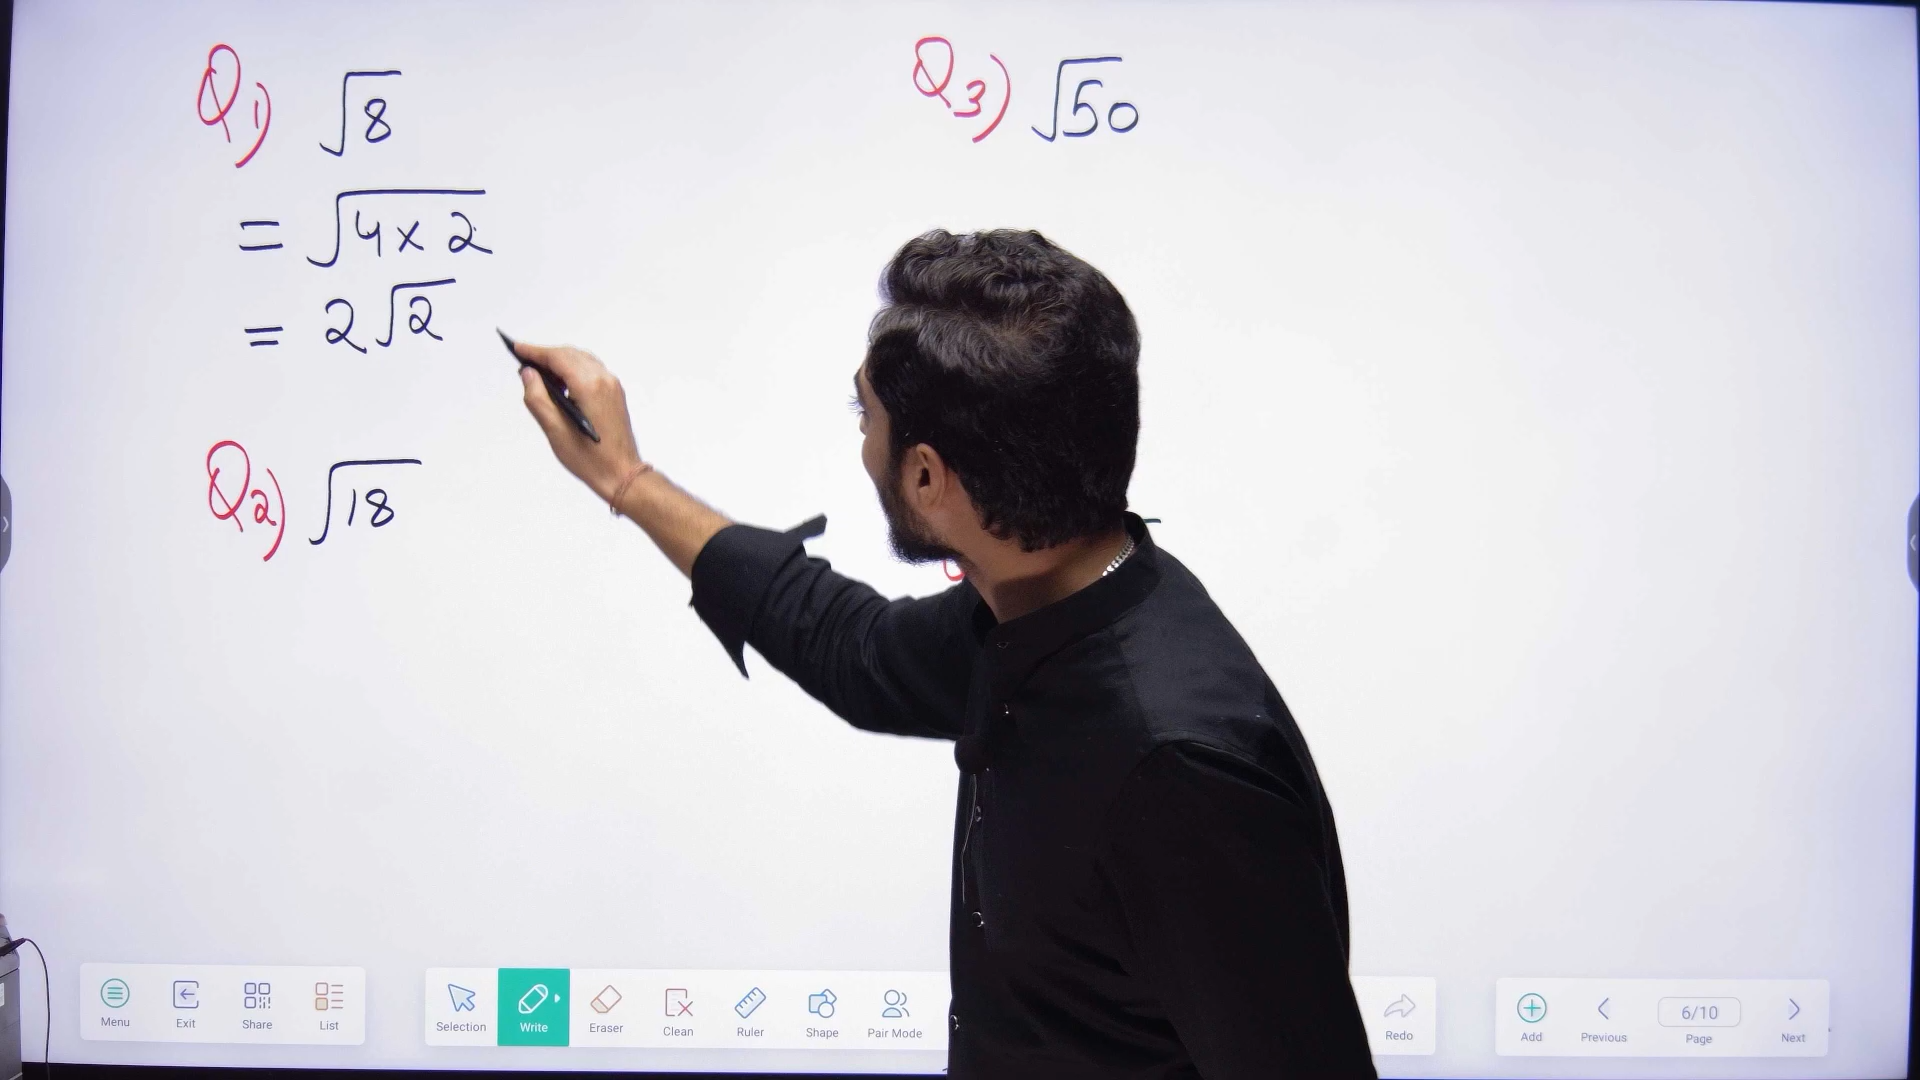 Q1) √8
= √4×2
= 2√2
Q2) √18
Q3) √50
Menu
Exit
Share
List
Selection
Write
Eraser
Clean
Ruler
Shape
Pair Mode
Redo
Add
Previous
6/10
Page
Next